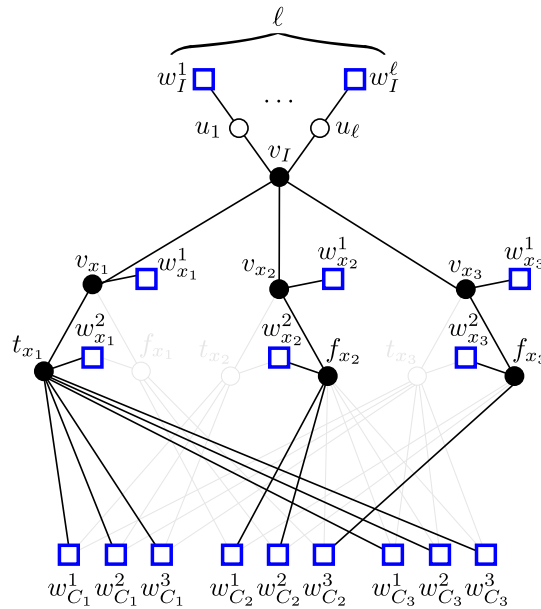 ℓ
w_I^1 ... w_I^ℓ
u_1 u_ℓ
v_I
v_{x_1} w_{x_1}^1 v_{x_2} w_{x_2}^1 v_{x_3} w_{x_3}^1
t_{x_1} w_{x_1}^2 f_{x_1} t_{x_2} w_{x_2}^2 f_{x_2} t_{x_3} w_{x_3}^2 f_{x_3}
w_{C_1}^1 w_{C_1}^2 w_{C_1}^3 w_{C_2}^1 w_{C_2}^2 w_{C_2}^3 w_{C_3}^1 w_{C_3}^2 w_{C_3}^3